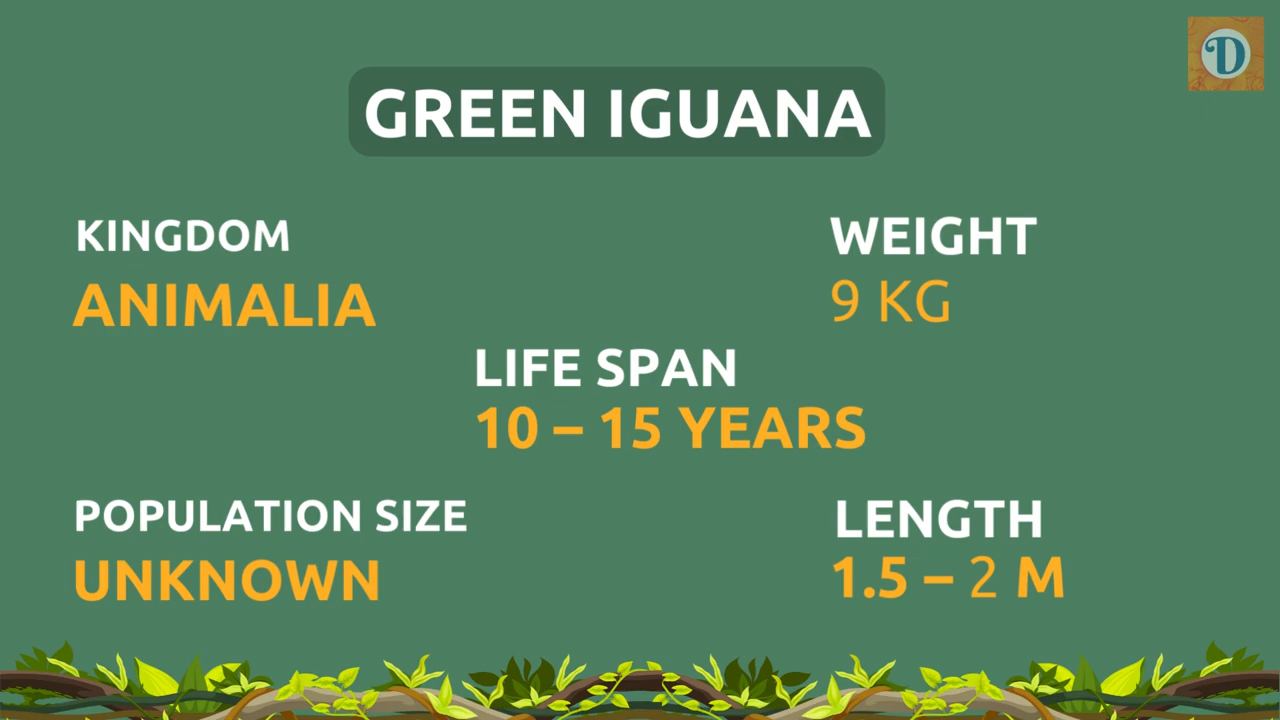 D
GREEN IGUANA
KINGDOM
ANIMALIA
WEIGHT
9 KG
LIFE SPAN
10 – 15 YEARS
POPULATION SIZE
UNKNOWN
LENGTH
1.5 – 2 M